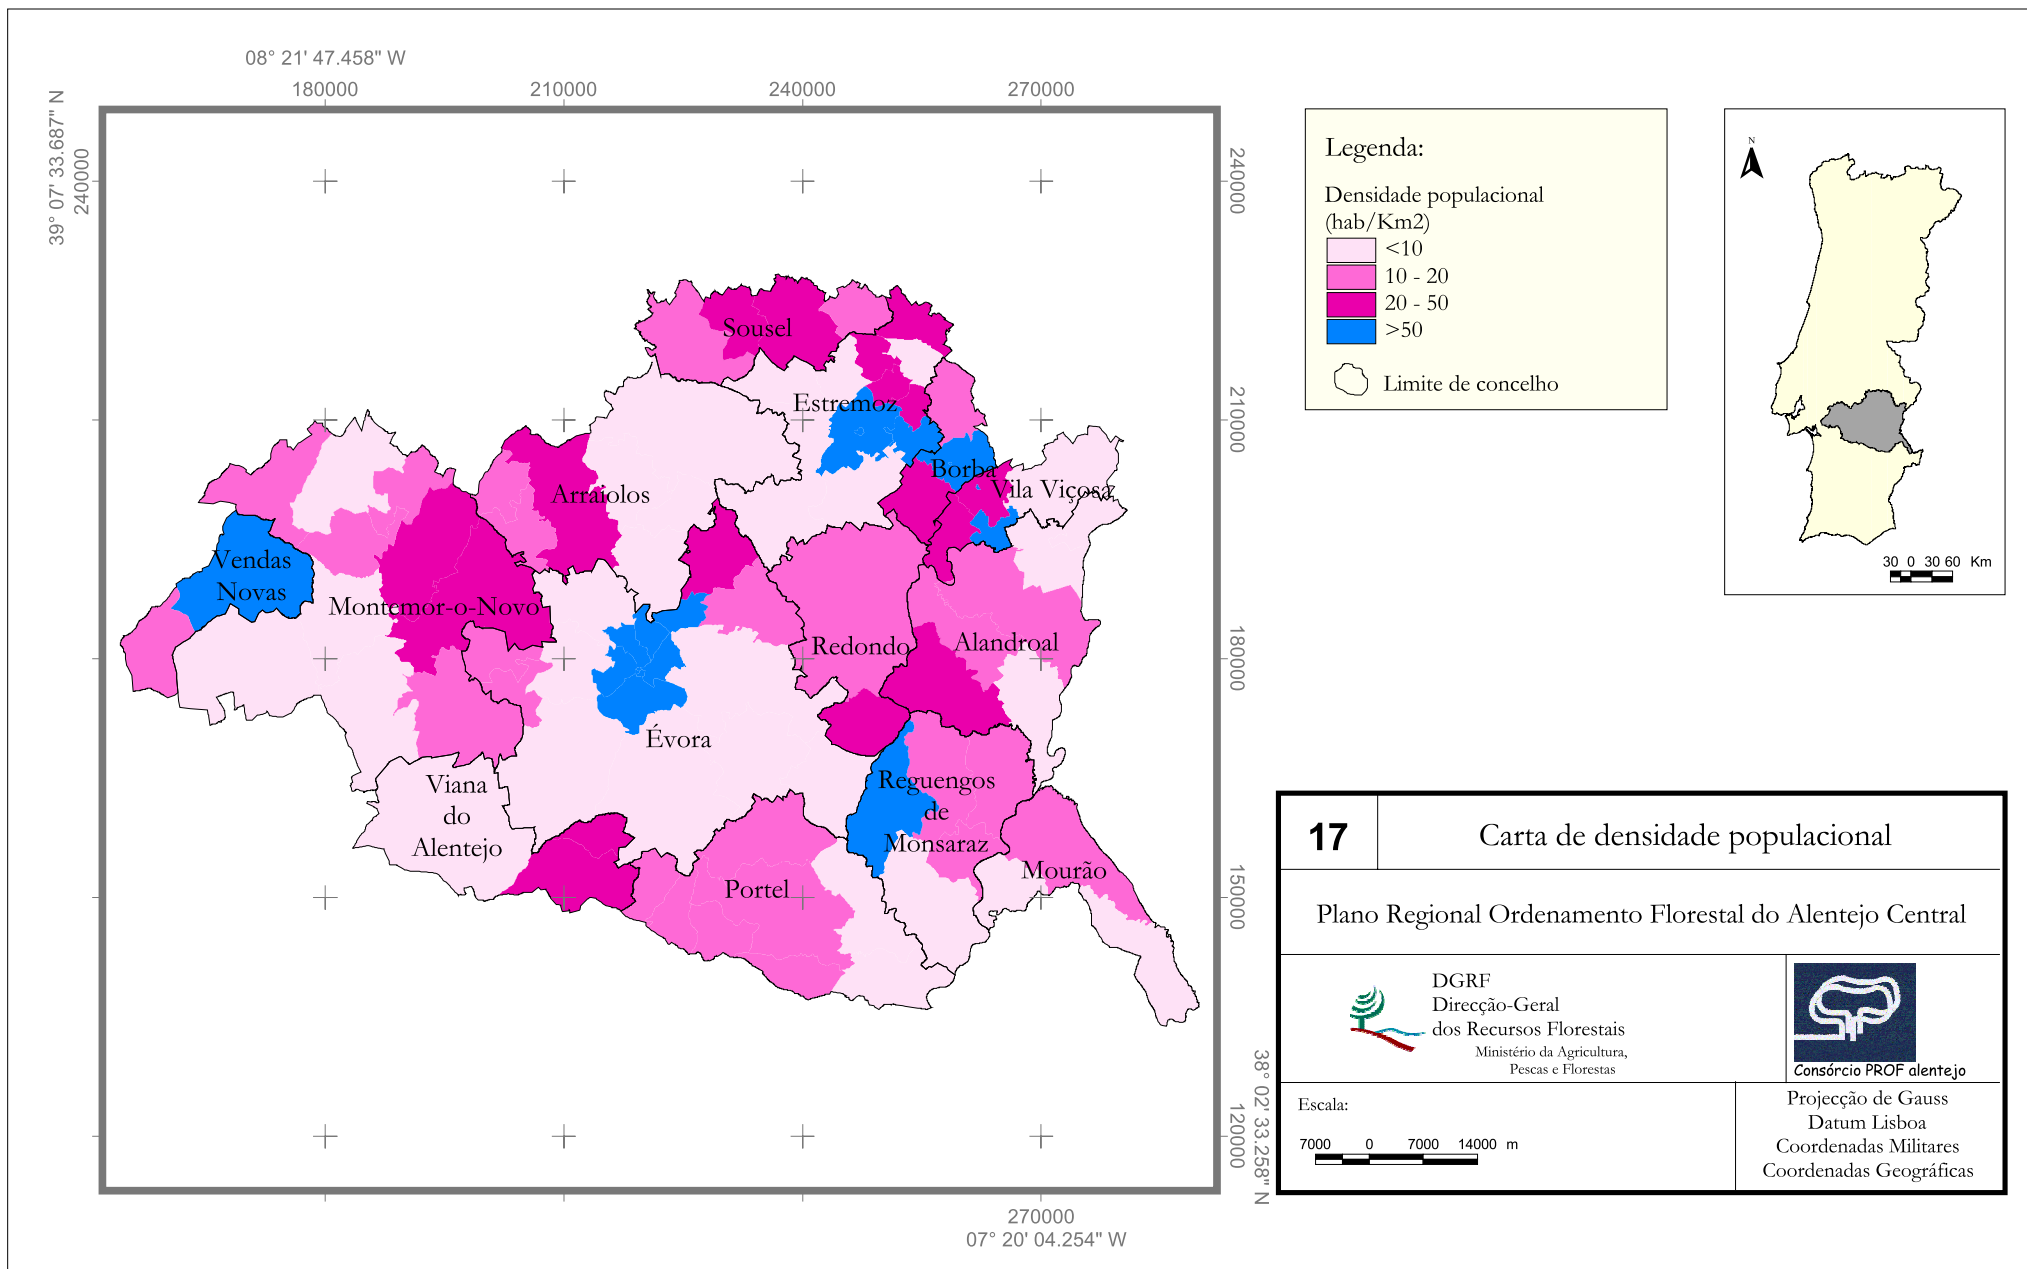 08° 21' 47.458" W
180000
210000
240000
270000
39° 07' 33.687" N
240000
240000
210000
180000
150000
120000
38° 02' 33.258" N
270000
07° 20' 04.254" W
Sousel
Estremoz
Borba
Vila Viçosa
Arraiolos
Vendas
Novas
Montemor-o-Novo
Redondo
Alandroal
Évora
Viana
do
Alentejo
Reguengos
de
Monsaraz
Portel
Mourão
Legenda:
Densidade populacional
(hab/Km2)
<10
10 - 20
20 - 50
>50
Limite de concelho
N
30 0 30 60 Km
17
Carta de densidade populacional
Plano Regional Ordenamento Florestal do Alentejo Central
DGRF
Direcção-Geral
dos Recursos Florestais
Ministério da Agricultura,
Pescas e Florestas
Consórcio PROF alentejo
Escala:
7000 0 7000 14000 m
Projecção de Gauss
Datum Lisboa
Coordenadas Militares
Coordenadas Geográficas